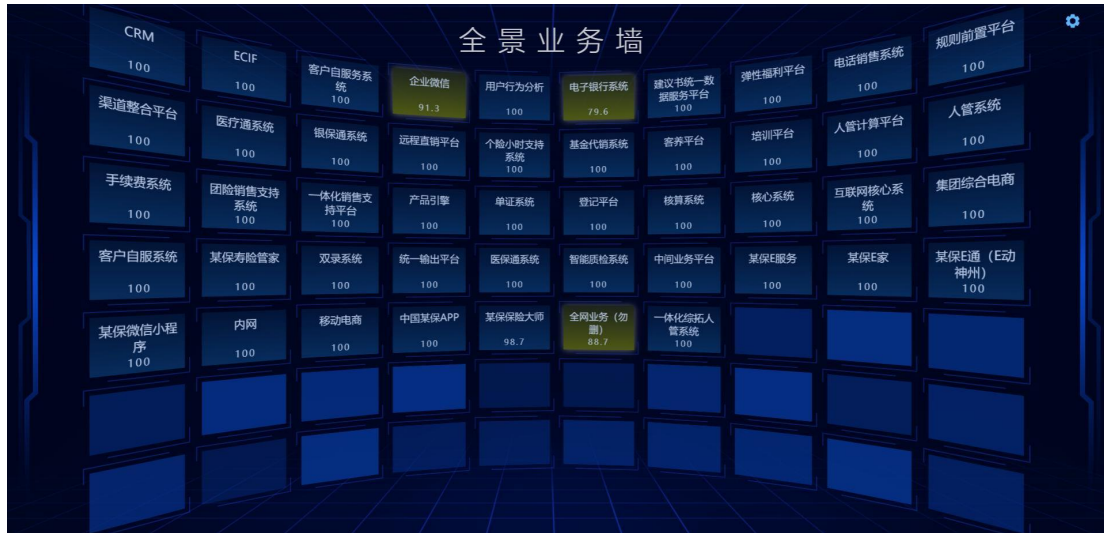 全景业务墙
CRM
100
ECIF
100
客户自服务系
统
100
企业微信
91.3
用户行为分析
100
电子银行系统
79.6
建议书统一数
据服务平台
100
弹性福利平台
100
电话销售系统
100
规则前置平台
100
渠道整合平台
100
医疗通系统
100
银保通系统
100
远程直销平台
100
个险小时支持
系统
100
基金代销系统
100
客养平台
100
培训平台
100
人管计算平台
100
人管系统
100
手续费系统
100
团险销售支持
系统
100
一体化销售支
持平台
100
产品引擎
100
单证系统
100
登记平台
100
核算系统
100
核心系统
100
互联网核心系
统
100
集团综合电商
100
客户自服系统
100
某保寿险管家
100
双录系统
100
统一输出平台
100
医保通系统
100
智能质检系统
100
中间业务平台
100
某保E服务
100
某保E家
100
某保E通（E动
神州）
100
某保微信小程
序
100
内网
100
移动电商
100
中国某保APP
100
某保保险大师
98.7
全网业务（勿
删）
88.7
一体化综拓人
管系统
100